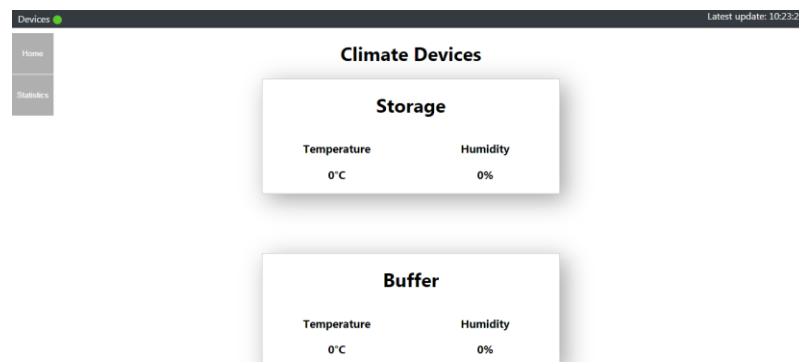 Devices
Latest update: 10:23:2
Home
Statistics
Climate Devices
Storage
Temperature Humidity
0°C 0%
Buffer
Temperature Humidity
0°C 0%